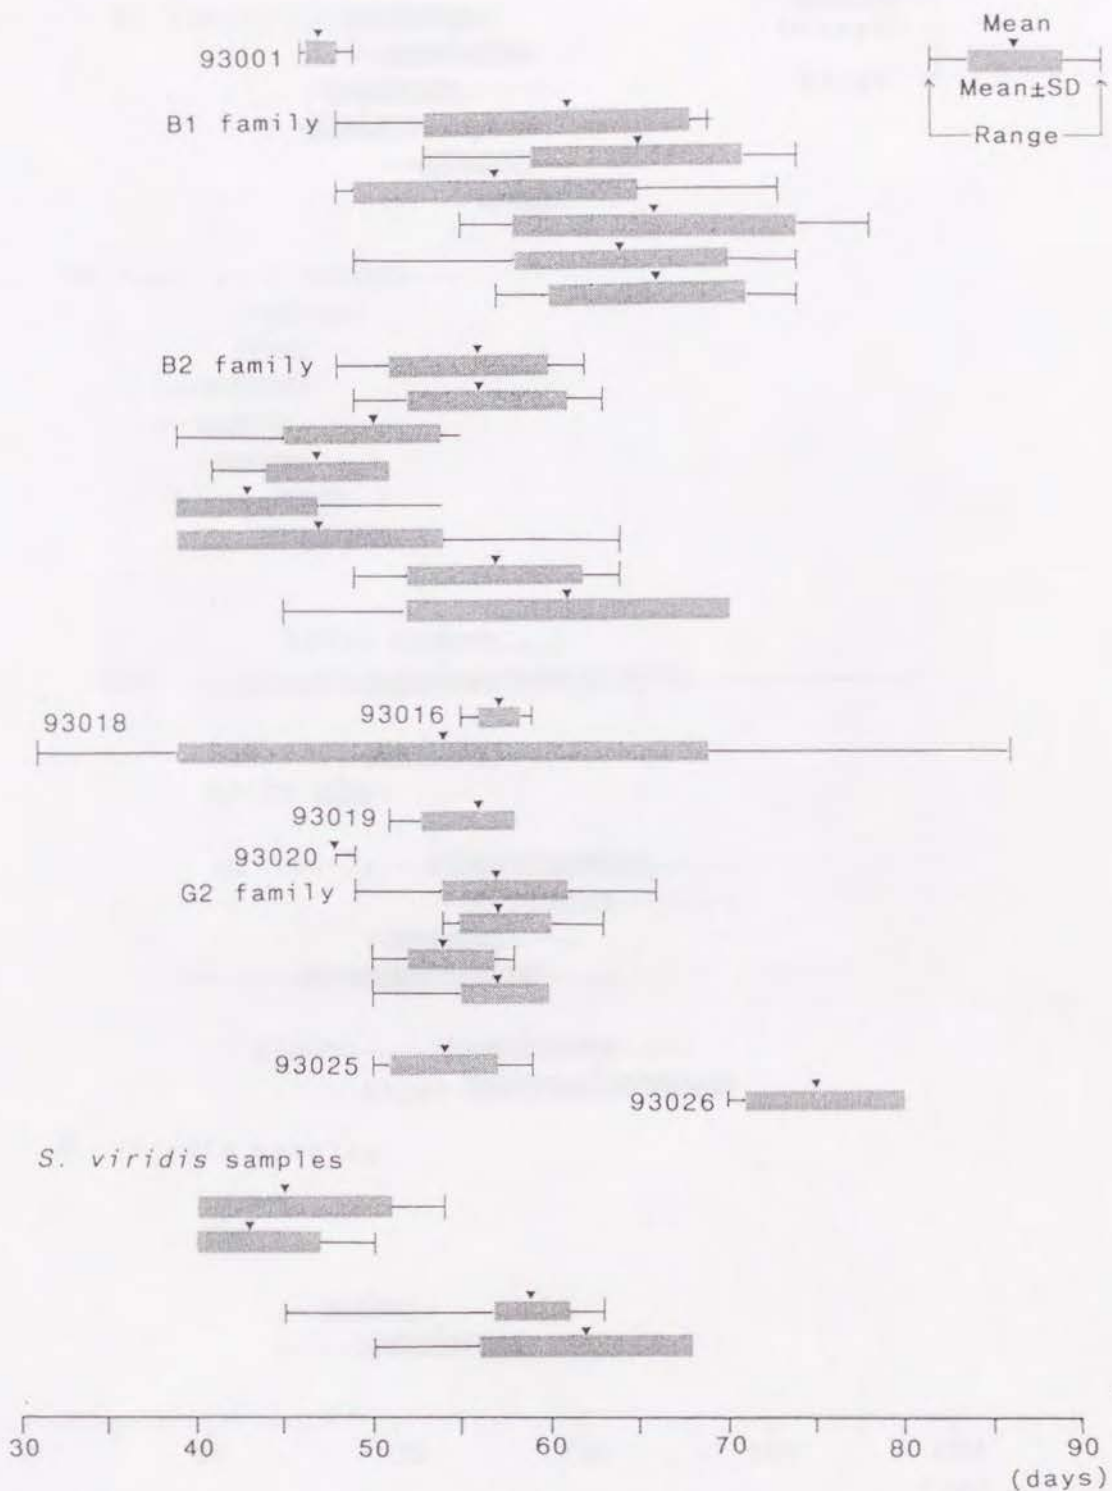 Mean
93001
Mean±SD
B1 family
Range
B2 family
93018
93016
93019
93020
G2 family
93025
93026
S. viridis samples
30 40 50 60 70 80 90
(days)